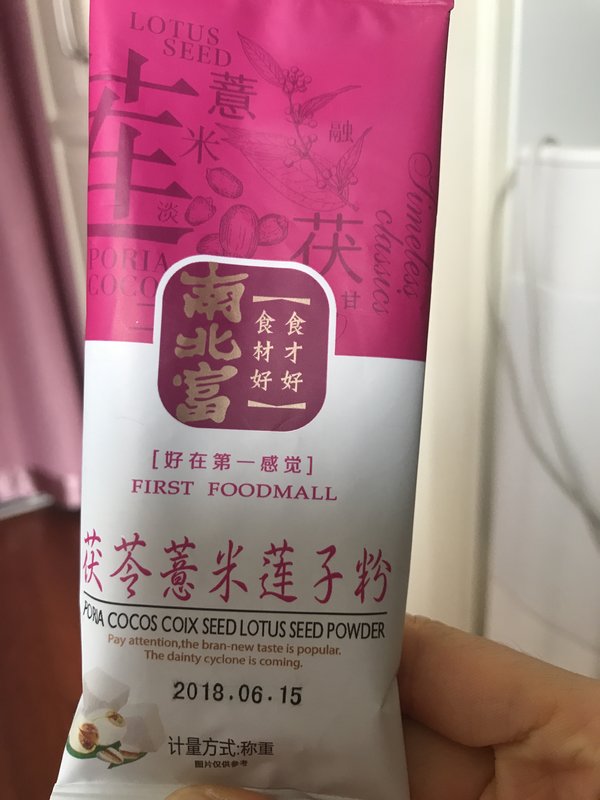 LOTUS
SEED
薏
米
融
淡
茯
甘
Timeless
classics
PORIA
COCO
南北富
食材好
食才好
[好在第一感觉]
FIRST FOODMALL
茯苓薏米莲子粉
PORIA COCOS COIX SEED LOTUS SEED POWDER
Pay attention,the bran-new taste is popular.
The dainty cyclone is coming.
2018.06.15
计量方式:称重
图片仅供参考